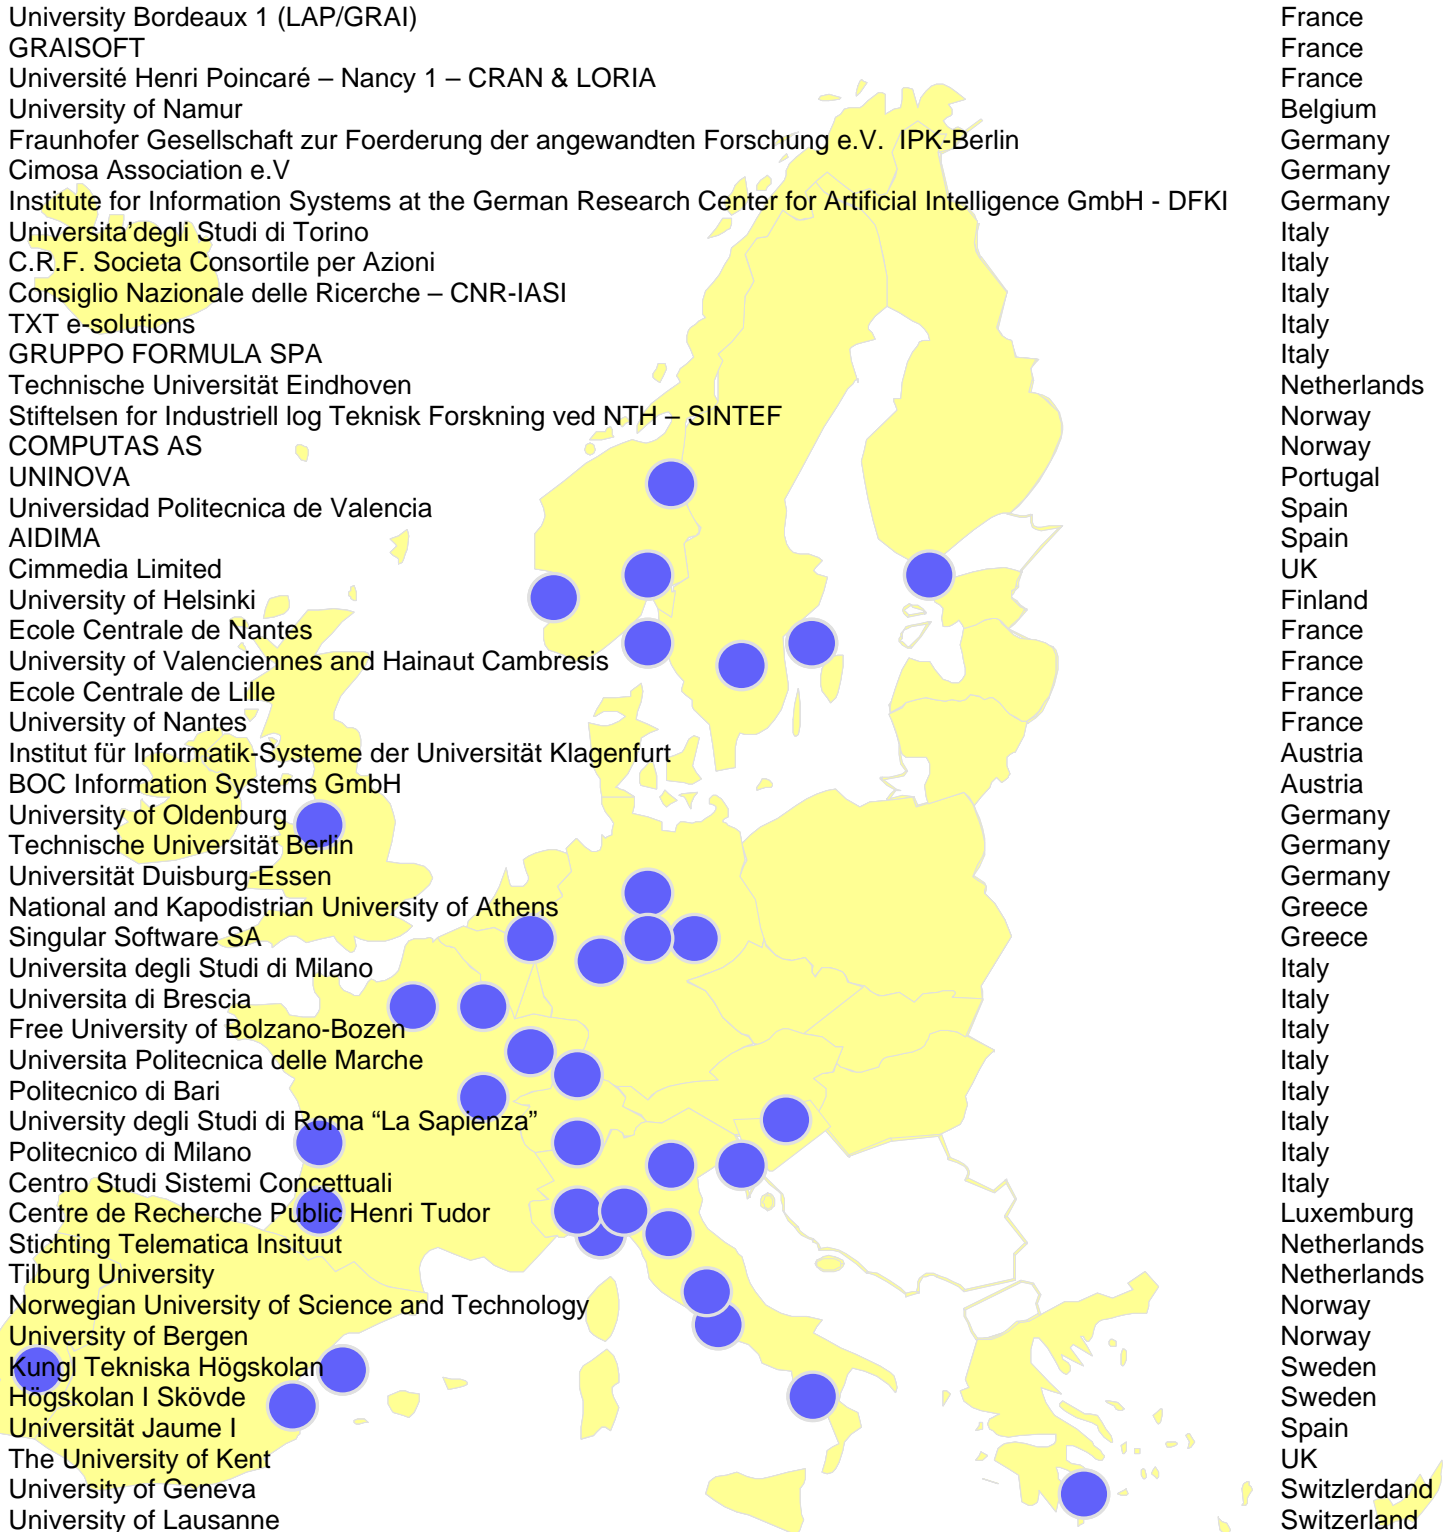 University Bordeaux 1 (LAP/GRAI) France
GRAISOFT France
Université Henri Poincaré – Nancy 1 – CRAN & LORIA France
University of Namur Belgium
Fraunhofer Gesellschaft zur Foerderung der angewandten Forschung e.V. IPK-Berlin Germany
Cimosa Association e.V Germany
Institute for Information Systems at the German Research Center for Artificial Intelligence GmbH - DFKI Germany
Universita'degli Studi di Torino Italy
C.R.F. Societa Consortile per Azioni Italy
Consiglio Nazionale delle Ricerche – CNR-IASI Italy
TXT e-solutions Italy
GRUPPO FORMULA SPA Italy
Technische Universität Eindhoven Netherlands
Stiftelsen for Industriell log Teknisk Forskning ved NTH – SINTEF Norway
COMPUTAS AS Norway
UNINOVA Portugal
Universidad Politecnica de Valencia Spain
AIDIMA Spain
Cimmedia Limited UK
University of Helsinki Finland
Ecole Centrale de Nantes France
University of Valenciennes and Hainaut Cambresis France
Ecole Centrale de Lille France
University of Nantes France
Institut für Informatik-Systeme der Universität Klagenfurt Austria
BOC Information Systems GmbH Austria
University of Oldenburg Germany
Technische Universität Berlin Germany
Universität Duisburg-Essen Germany
National and Kapodistrian University of Athens Greece
Singular Software SA Greece
Universita degli Studi di Milano Italy
Universita di Brescia Italy
Free University of Bolzano-Bozen Italy
Universita Politecnica delle Marche Italy
Politecnico di Bari Italy
University degli Studi di Roma “La Sapienza” Italy
Politecnico di Milano Italy
Centro Studi Sistemi Concettuali Italy
Centre de Recherche Public Henri Tudor Luxemburg
Stichting Telematica Insituut Netherlands
Tilburg University Netherlands
Norwegian University of Science and Technology Norway
University of Bergen Norway
Kungl Tekniska Högskolan Sweden
Högskolan I Skövde Sweden
Universität Jaume I Spain
The University of Kent UK
University of Geneva Switzlerdand
University of Lausanne Switzerland